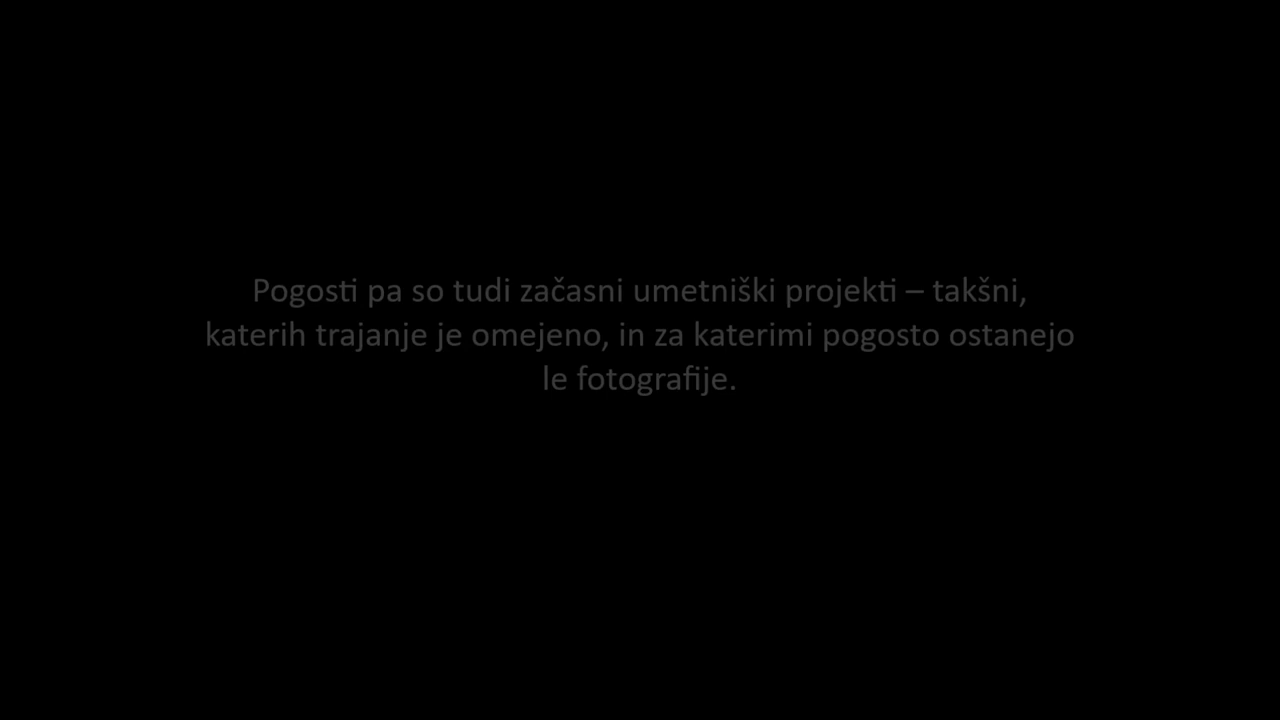 Pogosti pa so tudi začasni umetniški projekti – takšni,
katerih trajanje je omejeno, in za katerimi pogosto ostanejo
le fotografije.